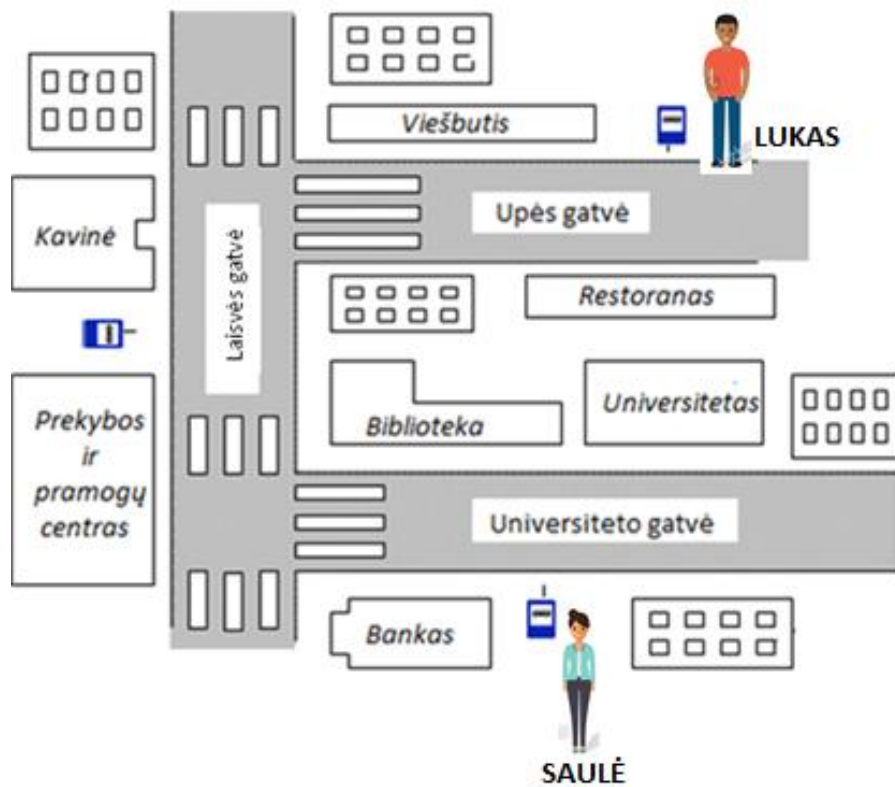 Viešbutis
LUKAS
Kavinė
Laisvės gatvė
Upės gatvė
Restoranas
Prekybos
ir
pramogų
centras
Biblioteka
Universitetas
Universiteto gatvė
Bankas
SAULĖ